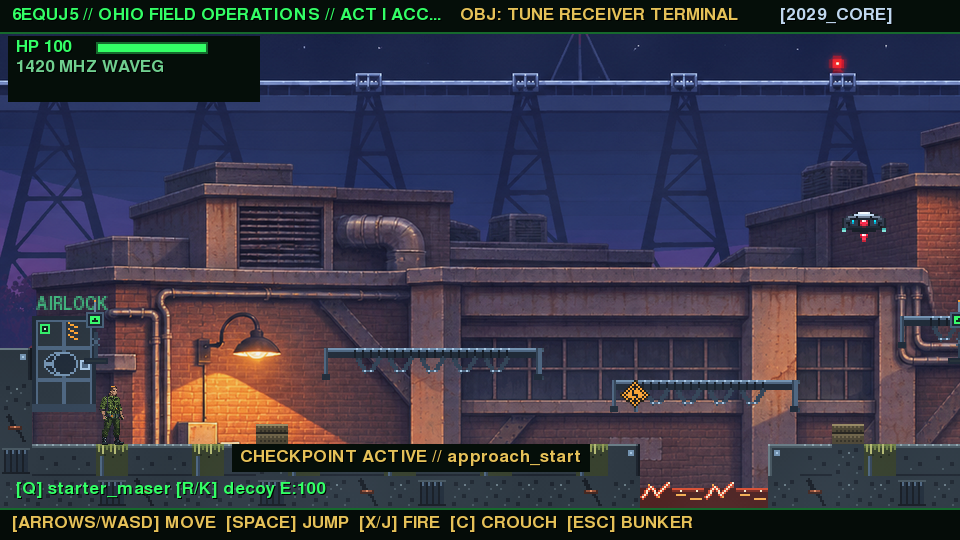 6EQUJ5 // OHIO FIELD OPERATIONS // ACT I ACC... OBJ: TUNE RECEIVER TERMINAL [2029_CORE]
HP 100
1420 MHZ WAVEG
AIRLOCK
CHECKPOINT ACTIVE // approach_start
[Q] starter_maser [R/K] decoy E:100
[ARROWS/WASD] MOVE [SPACE] JUMP [X/J] FIRE [C] CROUCH [ESC] BUNKER